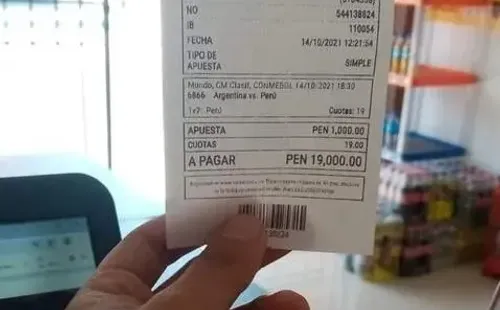 NO 544138824
IB 110054
FECHA 14/10/2021 12:21:54
TIPO DE
APUESTA SIMPLE
Mundo, CM Clasif, CONMEBOL 14/10/2021 18:30
6866 Argentina vs. Perú
1x2: Perú Cuotas: 19
APUESTA PEN 1,000.00
CUOTAS 19.00
A PAGAR PEN 19,000.00